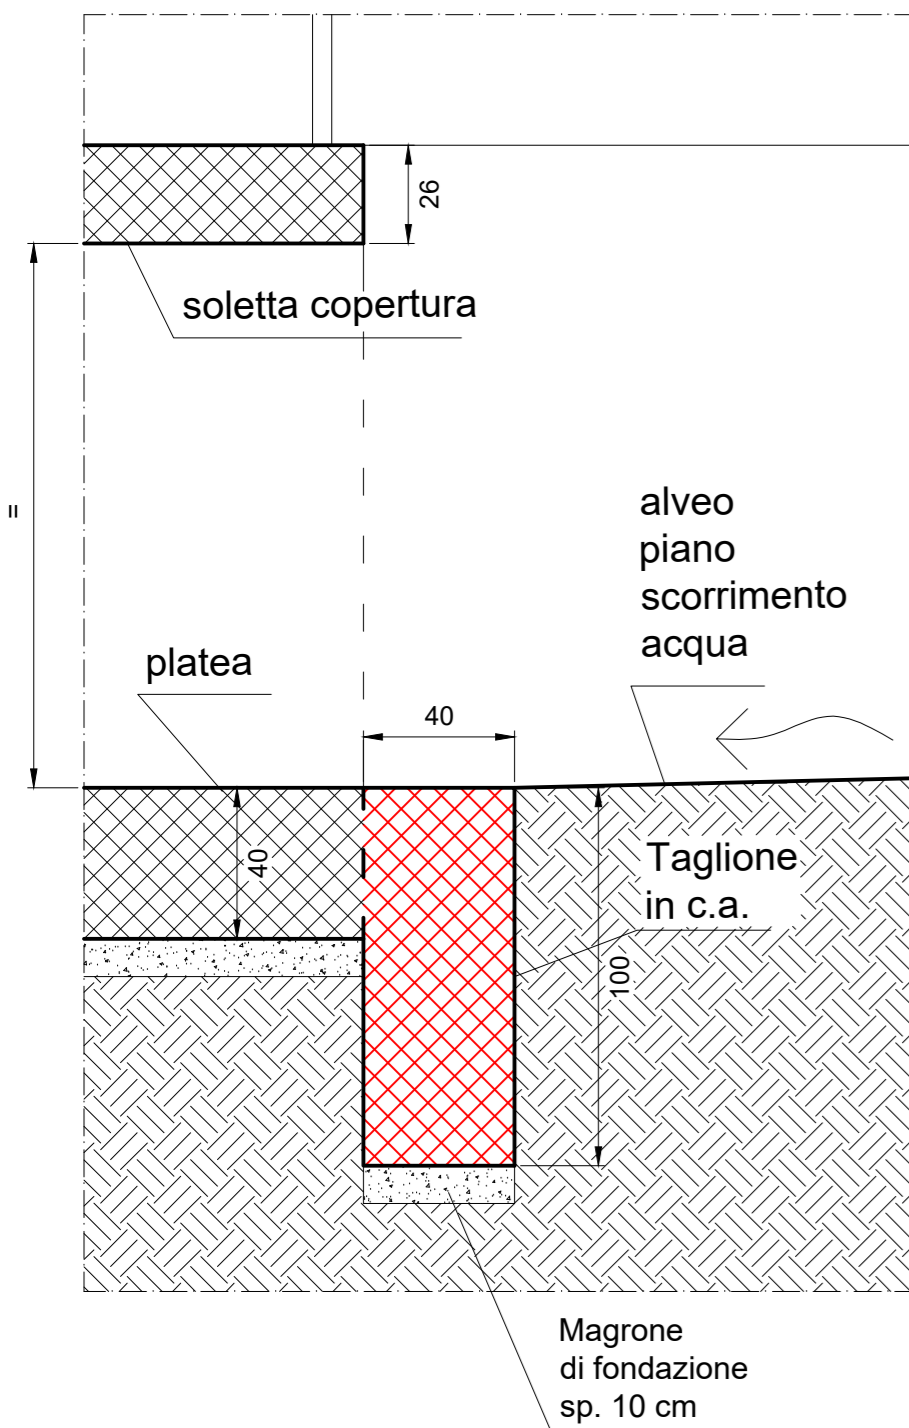 26
soletta copertura
=
alveo
piano
scorrimento
acqua
platea
40
40
Taglione
in c.a.
100
Magrone
di fondazione
sp. 10 cm